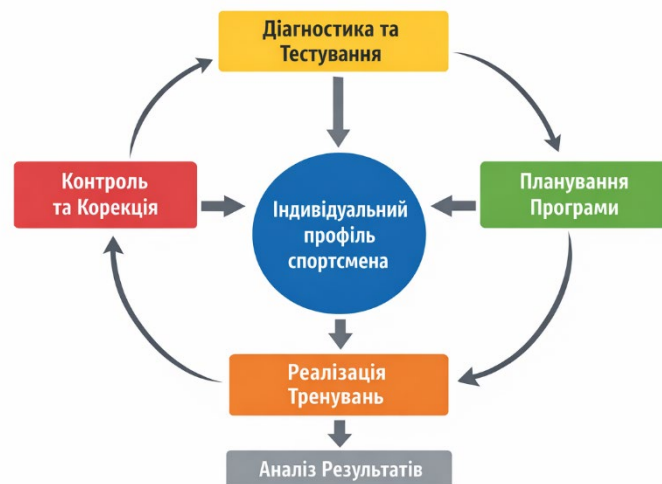 Діагностика та
Тестування
Контроль
та Корекція
Індивідуальний
профіль
спортсмена
Планування
Програми
Реалізація
Тренувань
Аналіз Результатів